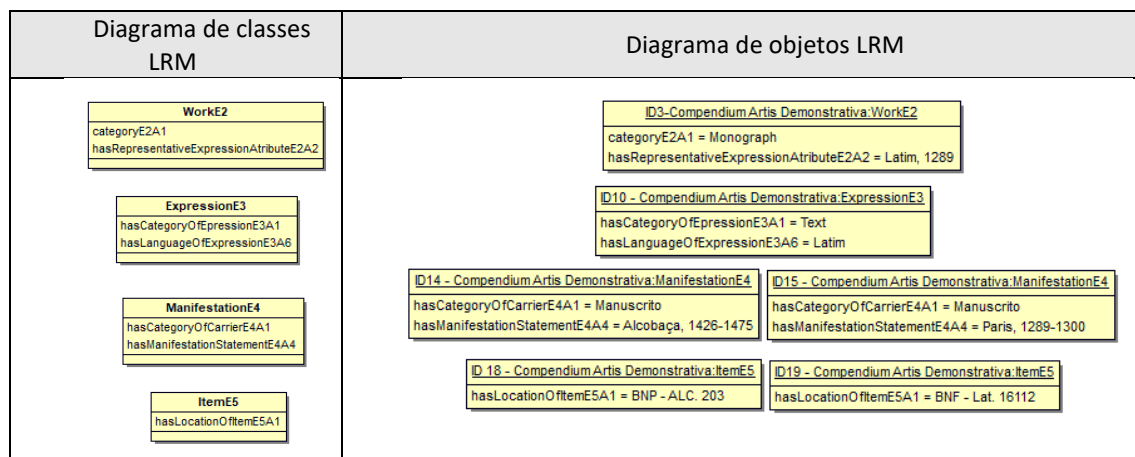 Diagrama de classes
LRM
Diagrama de objetos LRM
WorkE2
categoryE2A1
hasRepresentativeExpressionAtributeE2A2
ExpressionE3
hasCategoryOfEpressionE3A1
hasLanguageOfExpressionE3A6
ManifestationE4
hasCategoryOfCarrierE4A1
hasManifestationStatementE4A4
ItemE5
hasLocationOfItemE5A1
ID3-Compendium Artis Demonstrativa:WorkE2
categoryE2A1 = Monograph
hasRepresentativeExpressionAtributeE2A2 = Latim, 1289
ID10 - Compendium Artis Demonstrativa:ExpressionE3
hasCategoryOfEpressionE3A1 = Text
hasLanguageOfExpressionE3A6 = Latim
ID14 - Compendium Artis Demonstrativa:ManifestationE4
hasCategoryOfCarrierE4A1 = Manuscrito
hasManifestationStatementE4A4 = Alcobaça, 1426-1475
ID15 - Compendium Artis Demonstrativa:ManifestationE4
hasCategoryOfCarrierE4A1 = Manuscrito
hasManifestationStatementE4A4 = Paris, 1289-1300
ID 18 - Compendium Artis Demonstrativa:ItemE5
hasLocationOfItemE5A1 = BNP - ALC. 203
ID19 - Compendium Artis Demonstrativa:ItemE5
hasLocationOfItemE5A1 = BNF - Lat. 16112